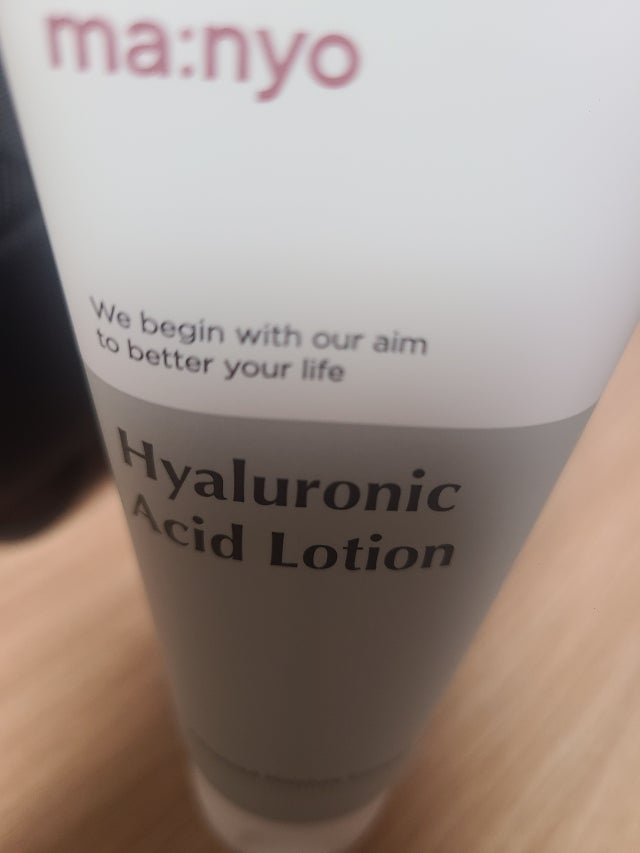 ma:nyo
We begin with our aim
to better your life
Hyaluronic
Acid Lotion